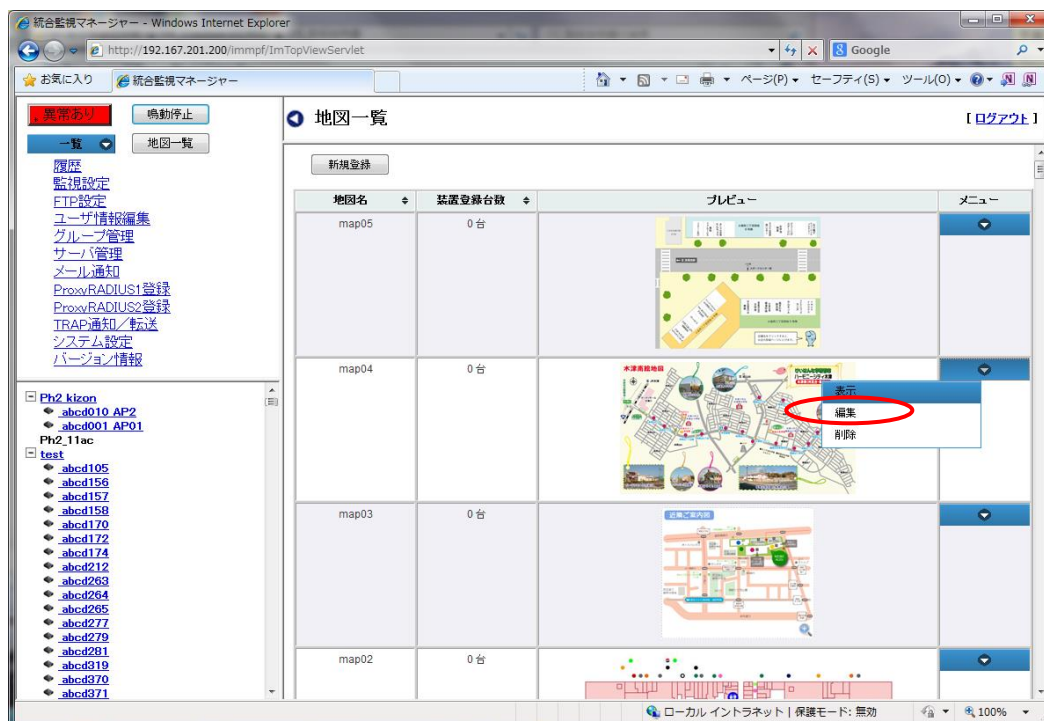 統合監視マネージャー - Windows Internet Explorer
http://192.167.201.200/immpf/ImTopViewServlet
Google
お気に入り
統合監視マネージャー
ページ(P)
セーフティ(S)
ツール(O)
異常あり
鳴動停止
一覧
地図一覧
履歴
監視設定
FTP設定
ユーザ情報編集
グループ管理
サーバ管理
メール通知
ProxyRADIUS1登録
ProxyRADIUS2登録
TRAP通知/転送
システム設定
バージョン情報
Ph2 kizon
abcd010 AP2
abcd001 AP01
Ph2_11ac
test
abcd105
abcd156
abcd157
abcd158
abcd170
abcd172
abcd174
abcd212
abcd263
abcd264
abcd265
abcd277
abcd279
abcd281
abcd319
abcd370
abcd371
地図一覧
[ログアウト]
新規登録
地図名 装置登録台数 プレビュー メニュー
map05 0 台
map04 0 台
木津南館地図
表示
編集
削除
map03 0 台
近隣ご案内図
map02 0 台
ローカル イントラネット | 保護モード: 無効
100%